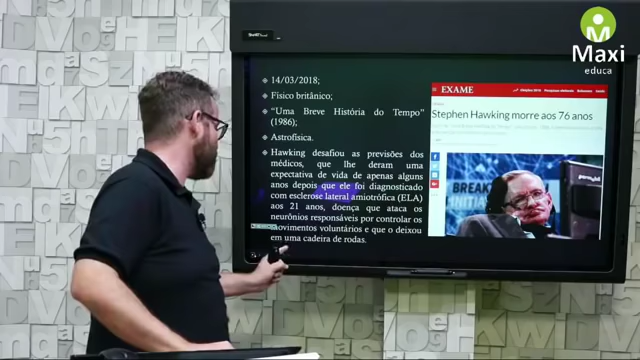 Maxi
educa
14/03/2018;
Físico britânico;
"Uma Breve História do Tempo"
(1986);
Astrofísica.
Hawking desafiou as previsões dos
médicos, que lhe deram uma
expectativa de vida de apenas alguns
anos depois que ele foi diagnosticado
com esclerose lateral amiotrófica (ELA)
aos 21 anos, doença que ataca os
neurônios responsáveis por controlar os
movimentos voluntários e que o deixou
em uma cadeira de rodas.
EXAME
Stephen Hawking morre aos 76 anos
BREAK
INITIA